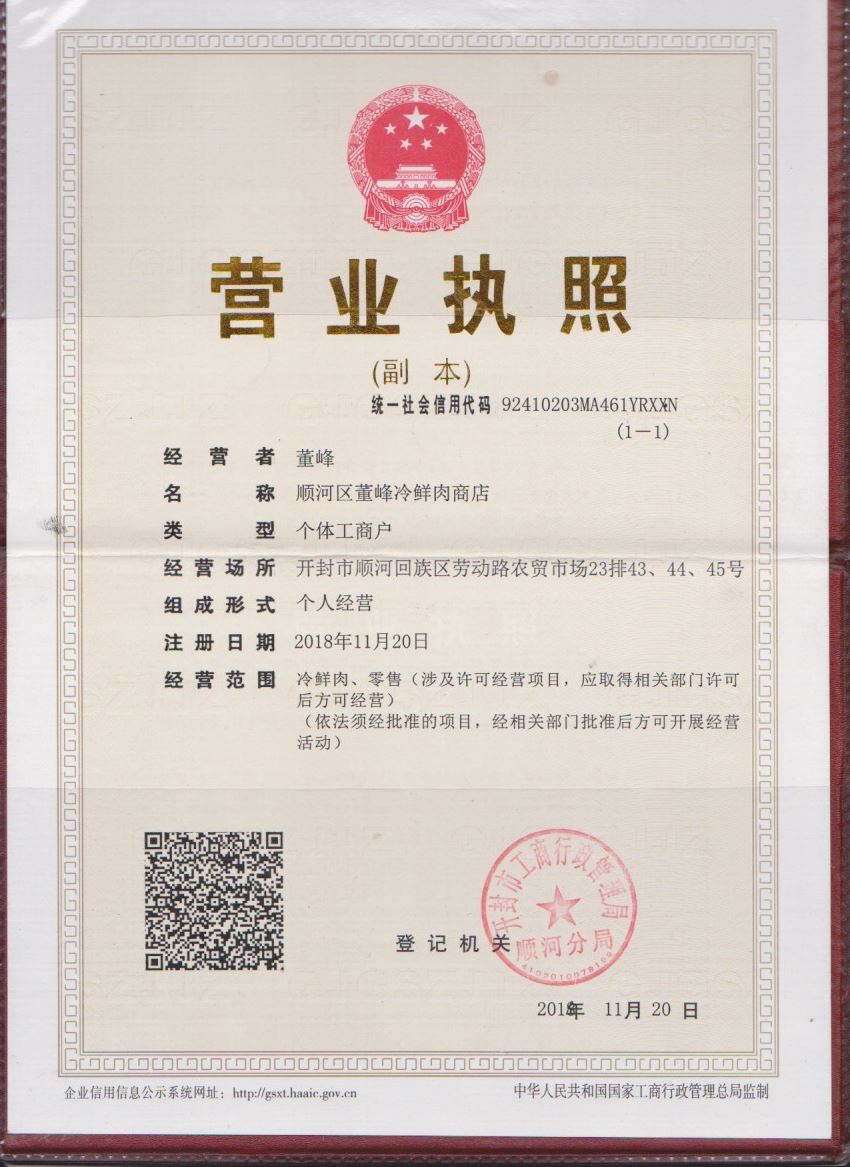 营业执照
(副 本)
统一社会信用代码 92410203MA461YRXXN
(1—1)
经营者 董峰
名称 顺河区董峰冷鲜肉商店
类型 个体工商户
经营场所 开封市顺河回族区劳动路农贸市场23排43、44、45号
组成形式 个人经营
注册日期 2018年11月20日
经营范围 冷鲜肉、零售（涉及许可经营项目，应取得相关部门许可
后方可经营）
（依法须经批准的项目，经相关部门批准后方可开展经营
活动）
开封市工商行政管理局
登记机关
顺河分局
2018年 11月 20 日
企业信用信息公示系统网址：http://gsxt.haaic.gov.cn
中华人民共和国国家工商行政管理总局监制